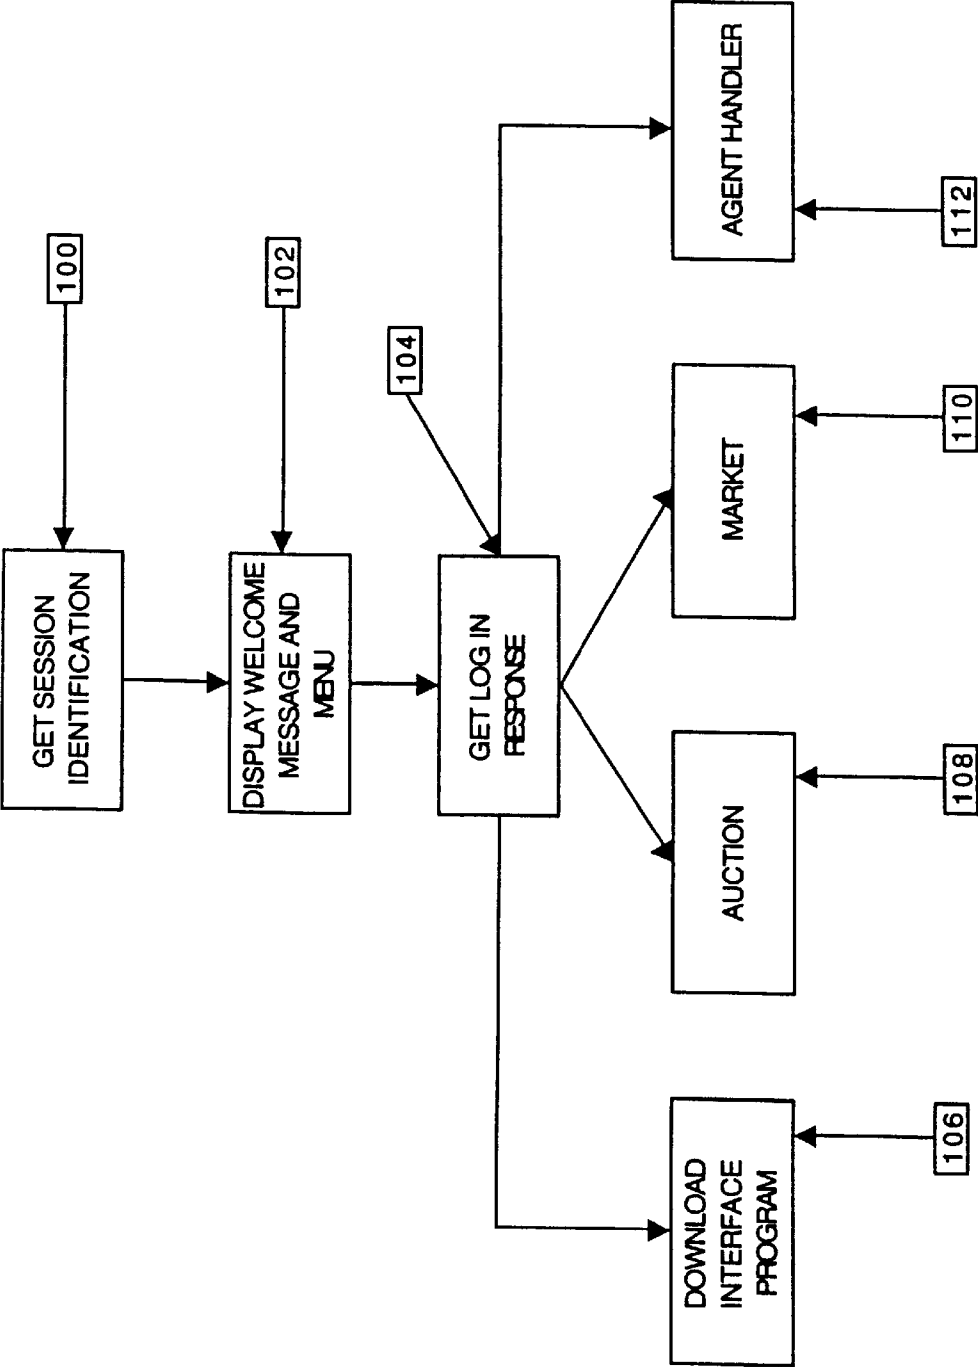 GET SESSION
IDENTIFICATION
100
DISPLAY WELCOME
MESSAGE AND
MENU
102
GET LOG IN
RESPONSE
104
DOWNLOAD
INTERFACE
PROGRAM
106
AUCTION
108
MARKET
110
AGENT HANDLER
112